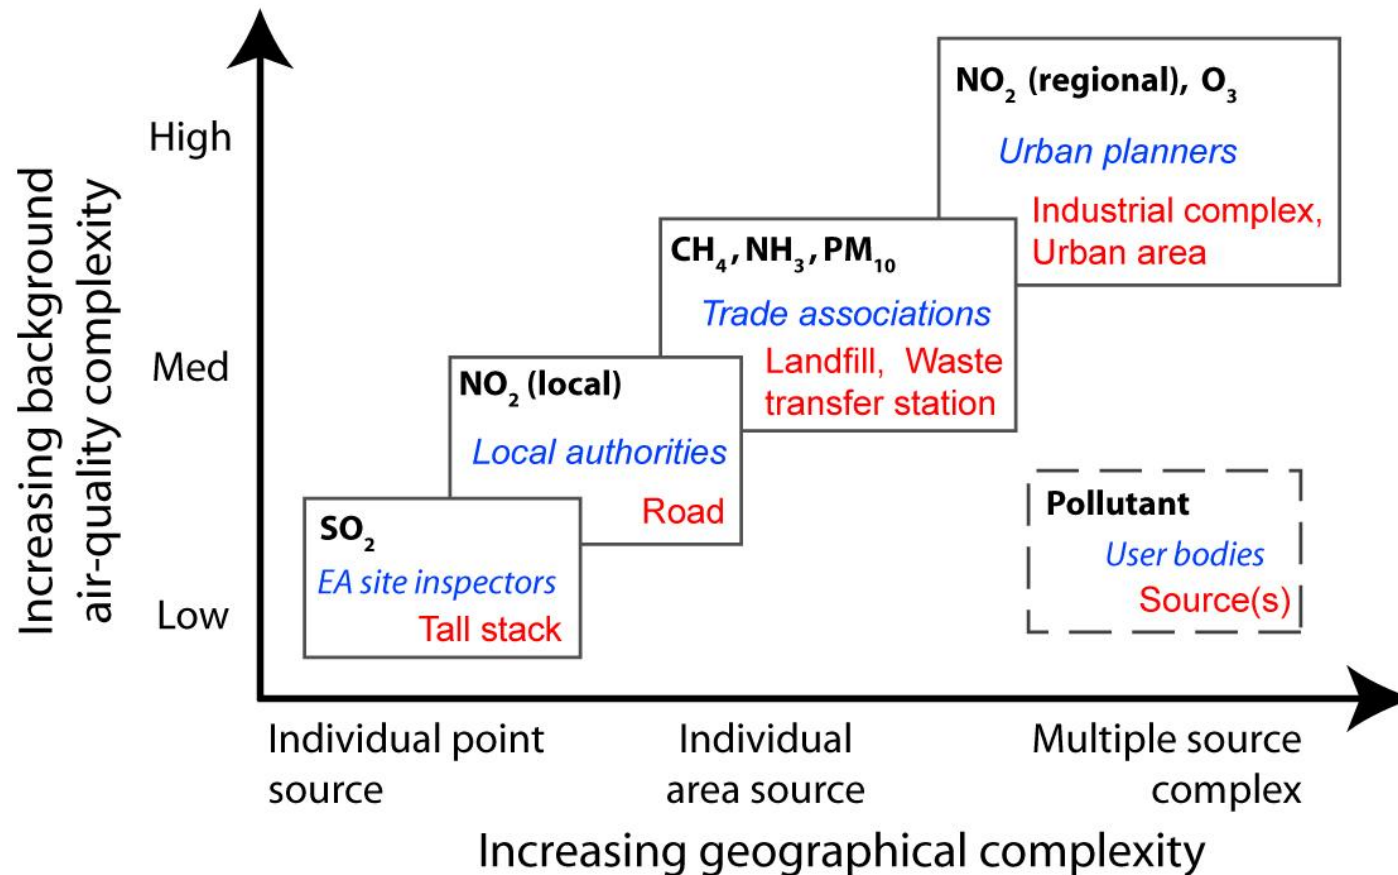 Increasing background
air-quality complexity
High
Med
Low
NO₂ (regional), O₃
Urban planners
Industrial complex,
Urban area
CH₄, NH₃, PM₁₀
Trade associations
Landfill, Waste
transfer station
NO₂ (local)
Local authorities
Road
SO₂
EA site inspectors
Tall stack
Pollutant
User bodies
Source(s)
Individual point
source
Individual
area source
Multiple source
complex
Increasing geographical complexity